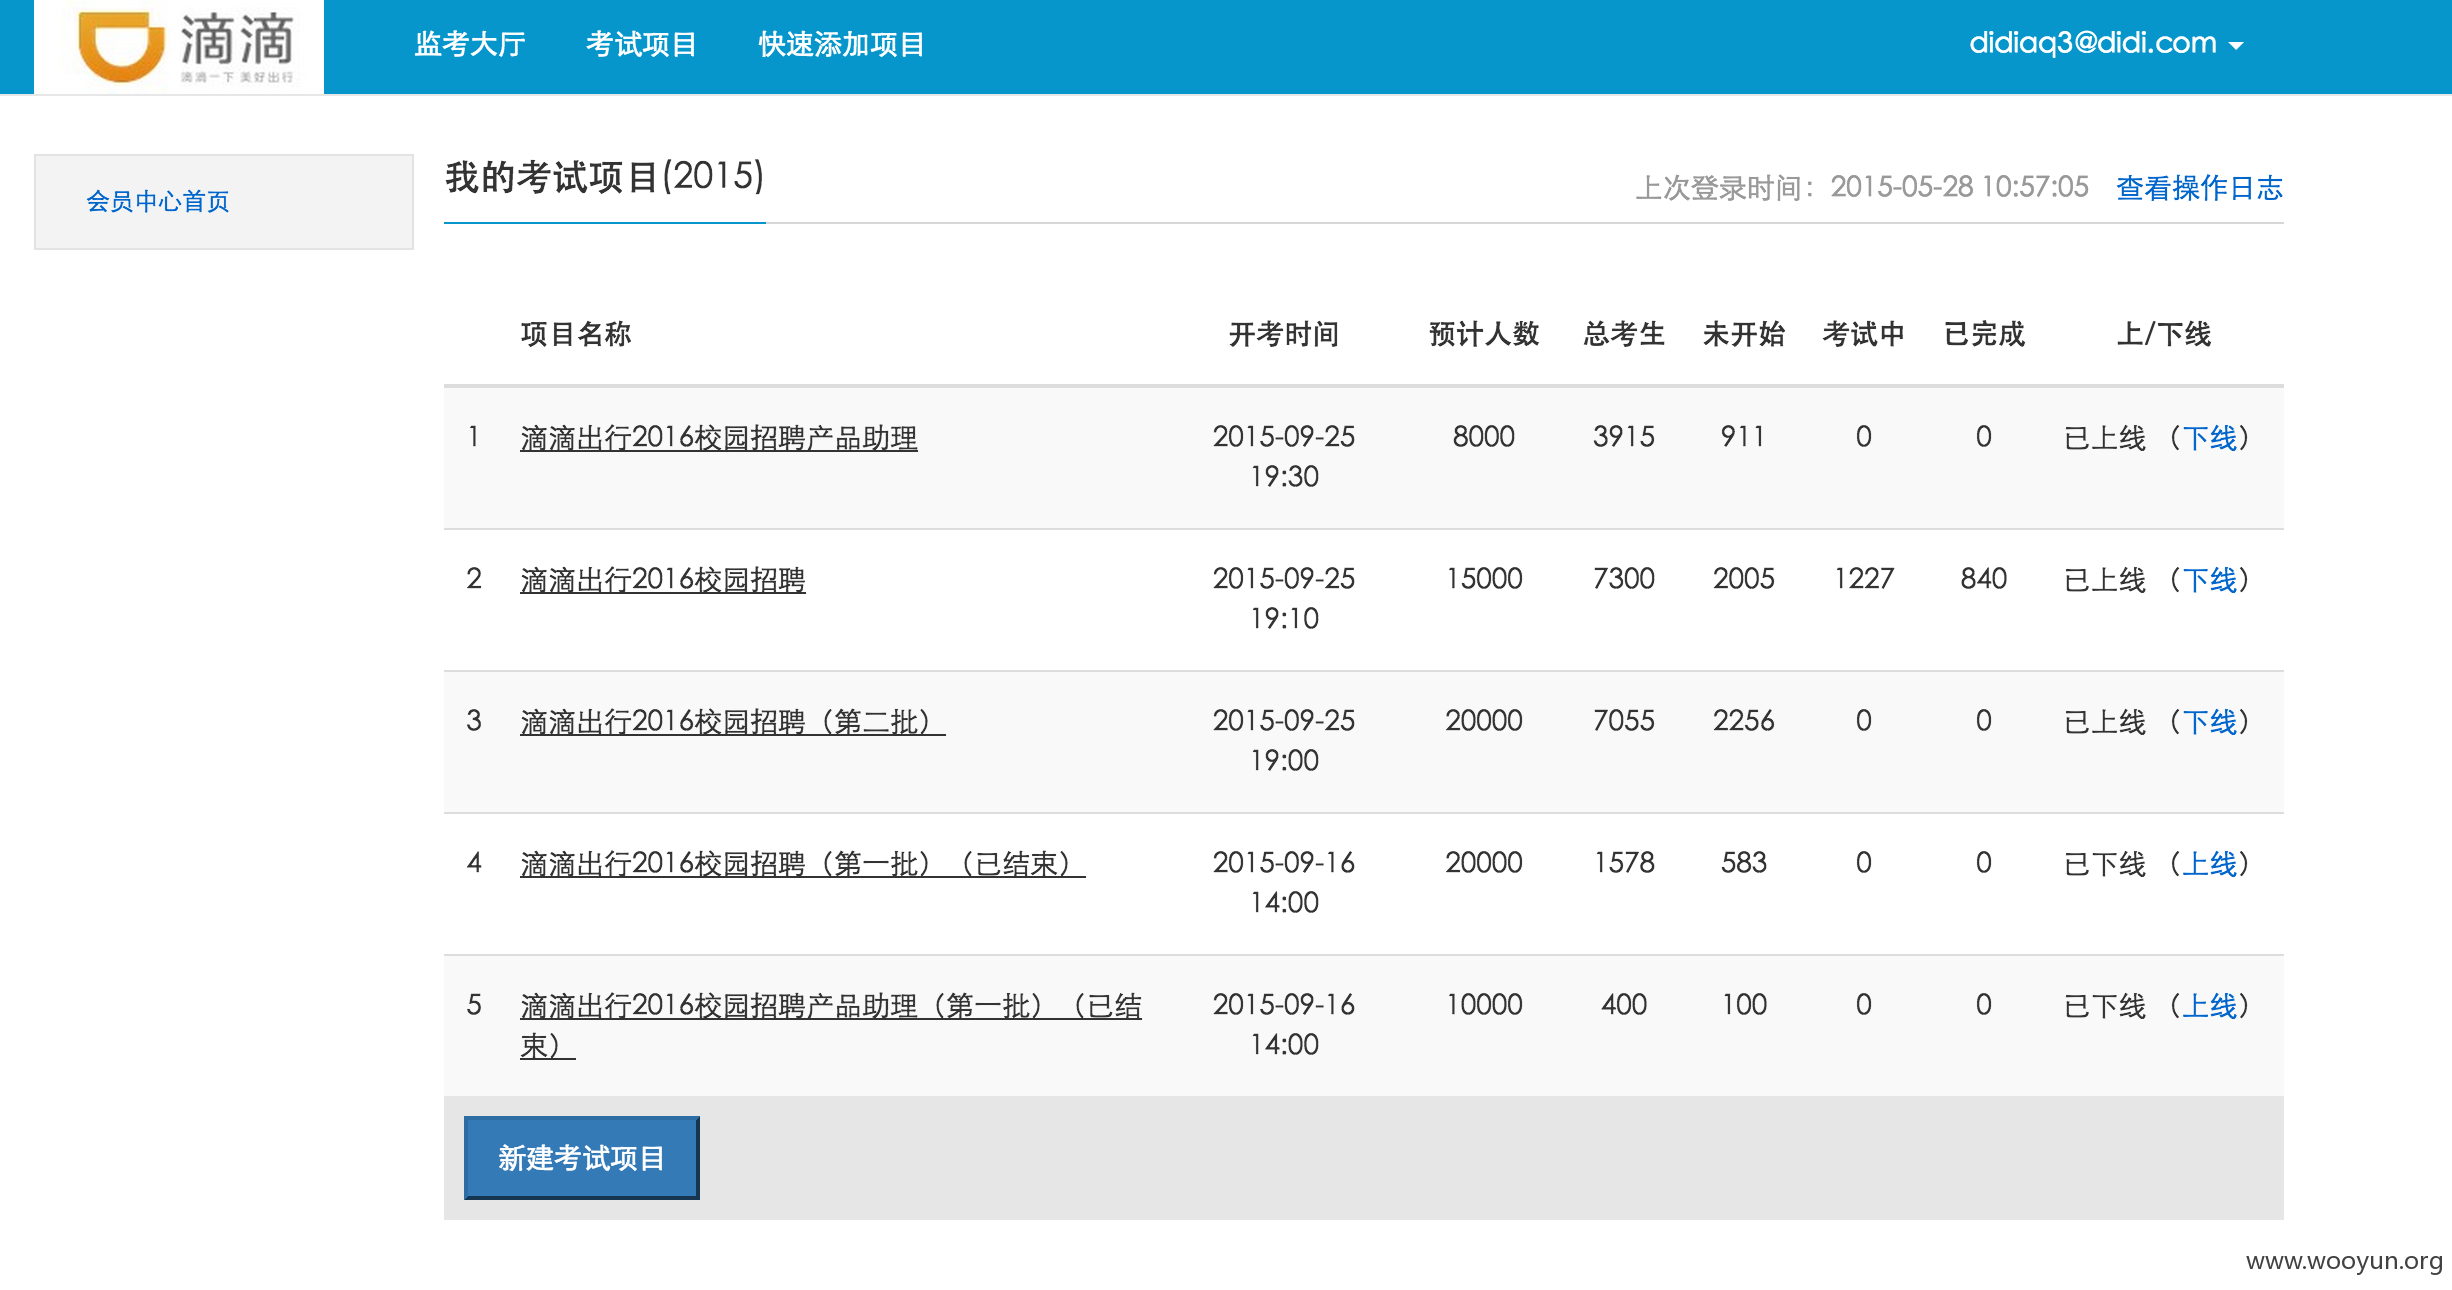 滴滴
滴滴一下 美好出行
监考大厅 考试项目 快速添加项目 didiaq3@didi.com
会员中心首页
我的考试项目(2015) 上次登录时间：2015-05-28 10:57:05 查看操作日志
项目名称 开考时间 预计人数 总考生 未开始 考试中 已完成 上/下线
1 滴滴出行2016校园招聘产品助理 2015-09-25 8000 3915 911 0 0 已上线 （下线）
19:30
2 滴滴出行2016校园招聘 2015-09-25 15000 7300 2005 1227 840 已上线 （下线）
19:10
3 滴滴出行2016校园招聘（第二批） 2015-09-25 20000 7055 2256 0 0 已上线 （下线）
19:00
4 滴滴出行2016校园招聘（第一批）（已结束） 2015-09-16 20000 1578 583 0 0 已下线 （上线）
14:00
5 滴滴出行2016校园招聘产品助理（第一批）（已结 2015-09-16 10000 400 100 0 0 已下线 （上线）
束） 14:00
新建考试项目
www.wooyun.org